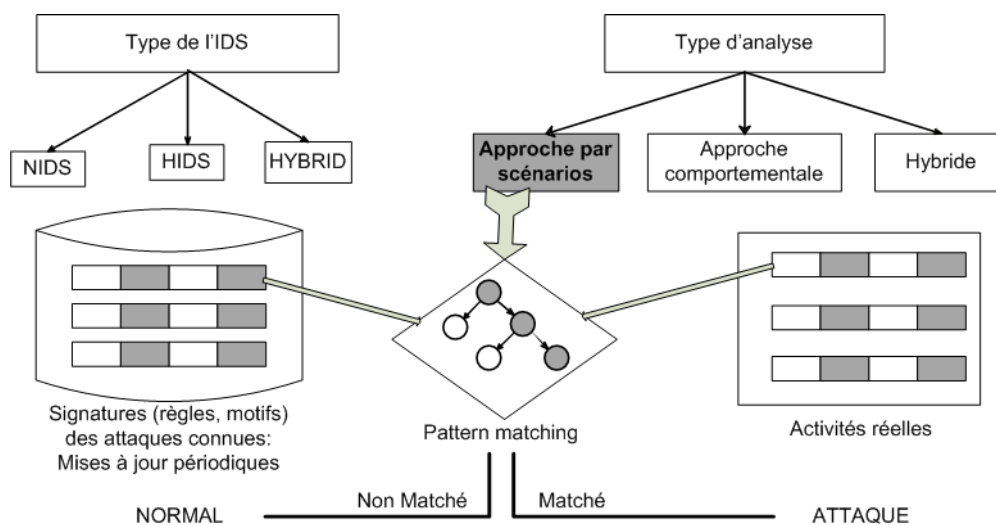 Type de l'IDS
Type d'analyse
NIDS
HIDS
HYBRID
Approche par
scénarios
Approche
comportementale
Hybride
Signatures (règles, motifs)
des attaques connues:
Mises à jour périodiques
Pattern matching
Activités réelles
NORMAL
Non Matché
Matché
ATTAQUE